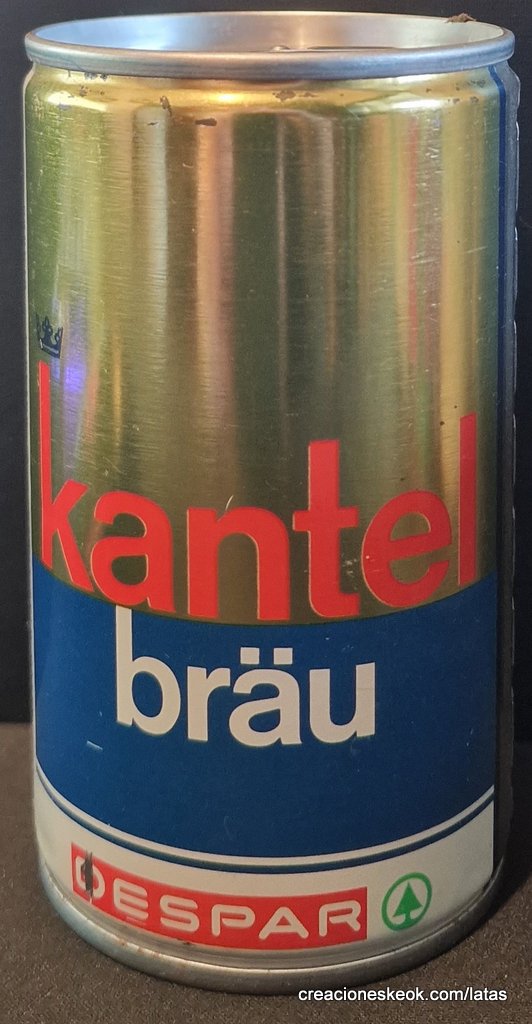 kantel
bräu
DESPAR
creacioneskeok.com/latas